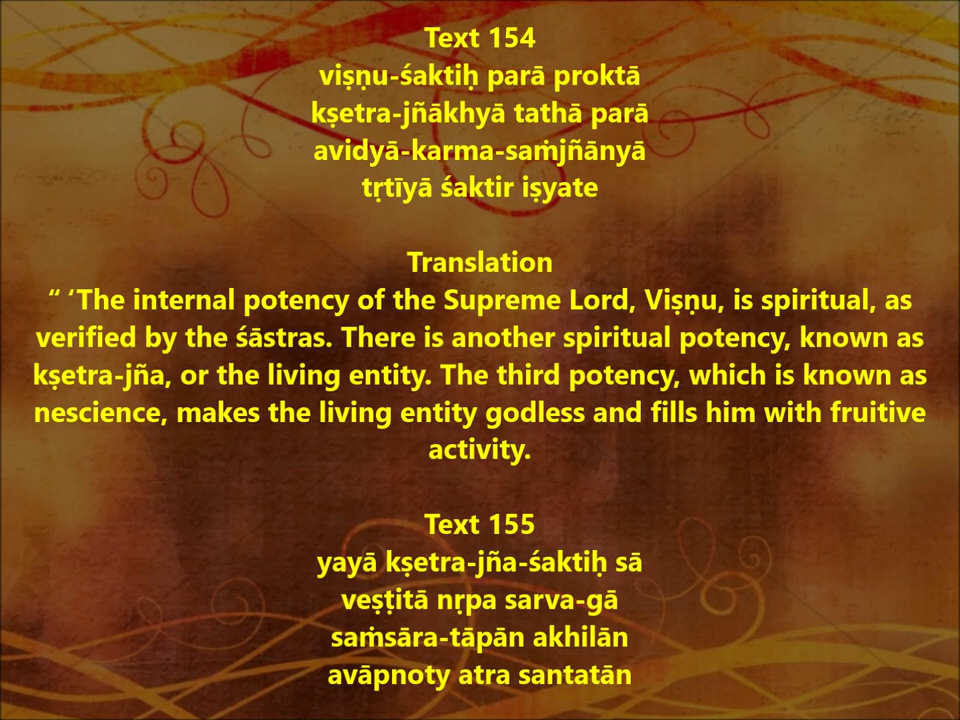 Text 154
viṣṇu-śaktiḥ parā proktā
kṣetra-jñākhyā tathā parā
avidyā-karma-saṁjñānyā
tṛtīyā śaktir iṣyate
Translation
“ ‘The internal potency of the Supreme Lord, Viṣṇu, is spiritual, as
verified by the śāstras. There is another spiritual potency, known as
kṣetra-jña, or the living entity. The third potency, which is known as
nescience, makes the living entity godless and fills him with fruitive
activity.
Text 155
yayā kṣetra-jña-śaktiḥ sā
veṣṭitā nṛpa sarva-gā
saṁsāra-tāpān akhilān
avāpnoty atra santatān